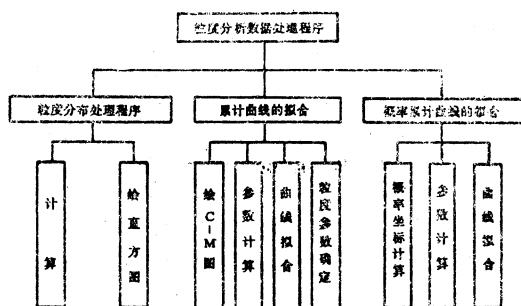 粒度分析数据处理程序
粒度分布处理程序
累计曲线的拟合
概率累计曲线的拟合
计算
绘直方图
绘C-M图
参数计算
曲线拟合
粒度参数确定
概率坐标计算
参数计算
曲线拟合